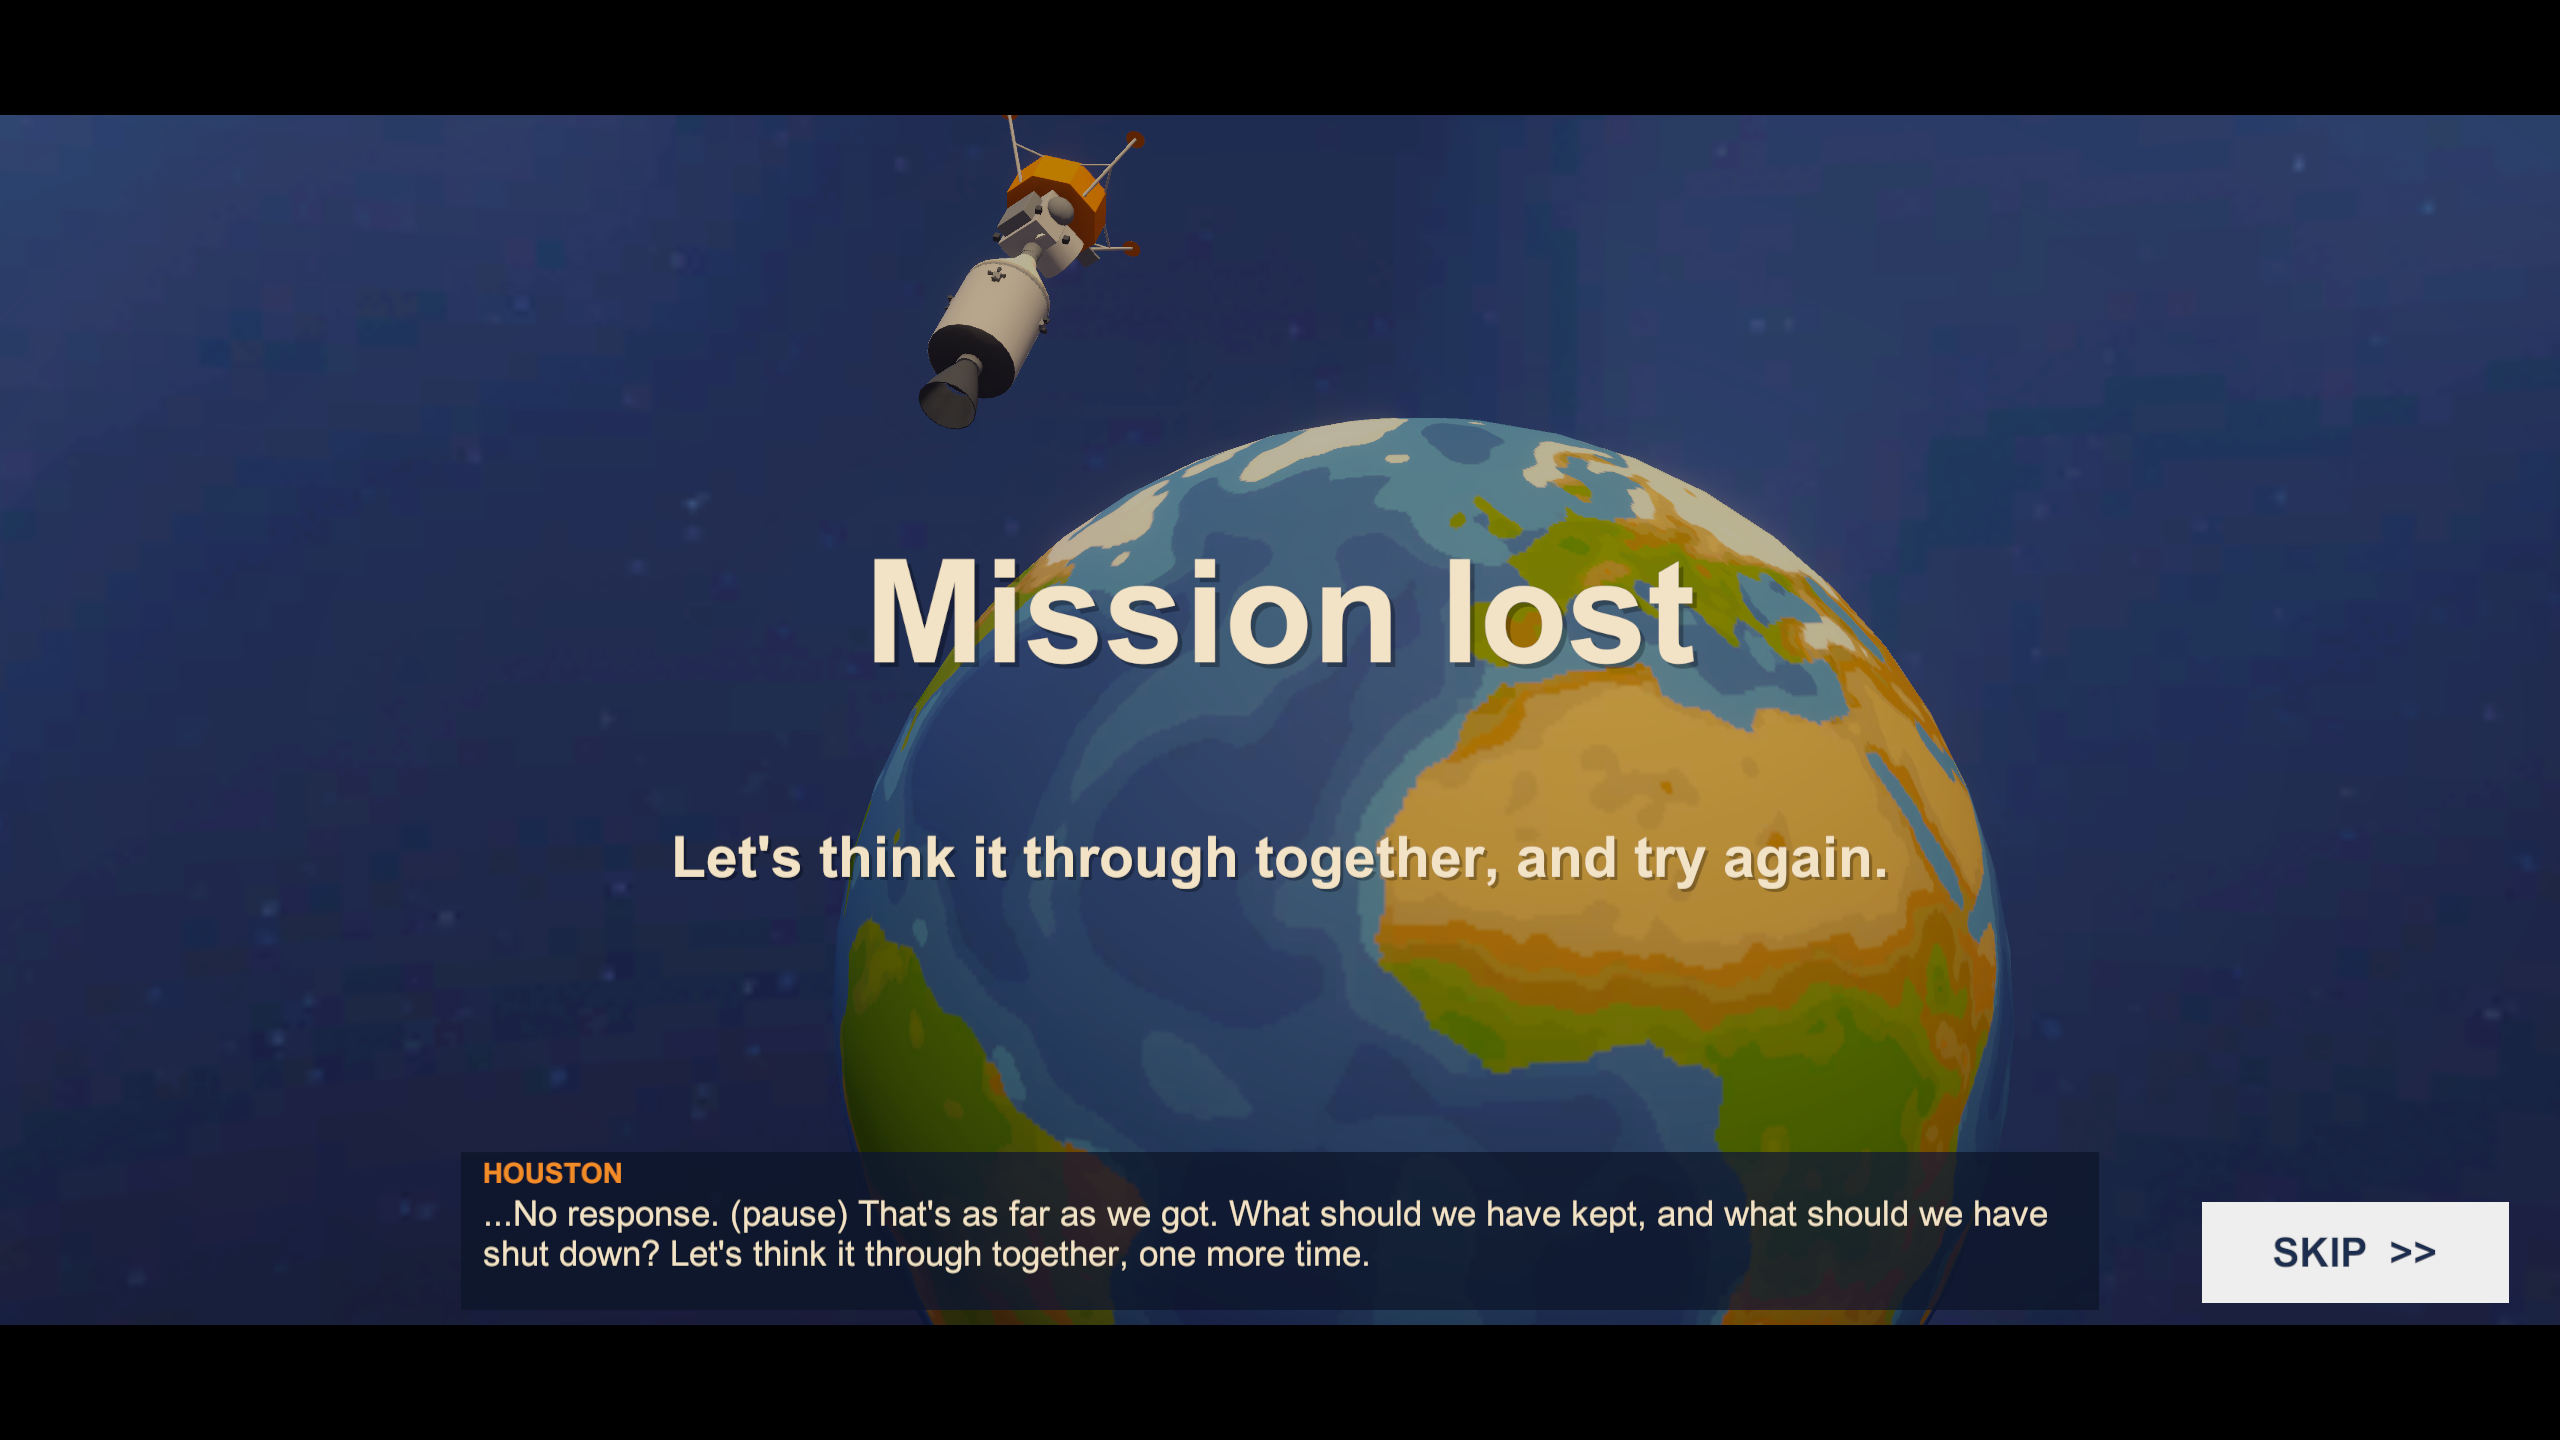 Mission lost
Let's think it through together, and try again.
HOUSTON
...No response. (pause) That's as far as we got. What should we have kept, and what should we have
shut down? Let's think it through together, one more time.
SKIP >>